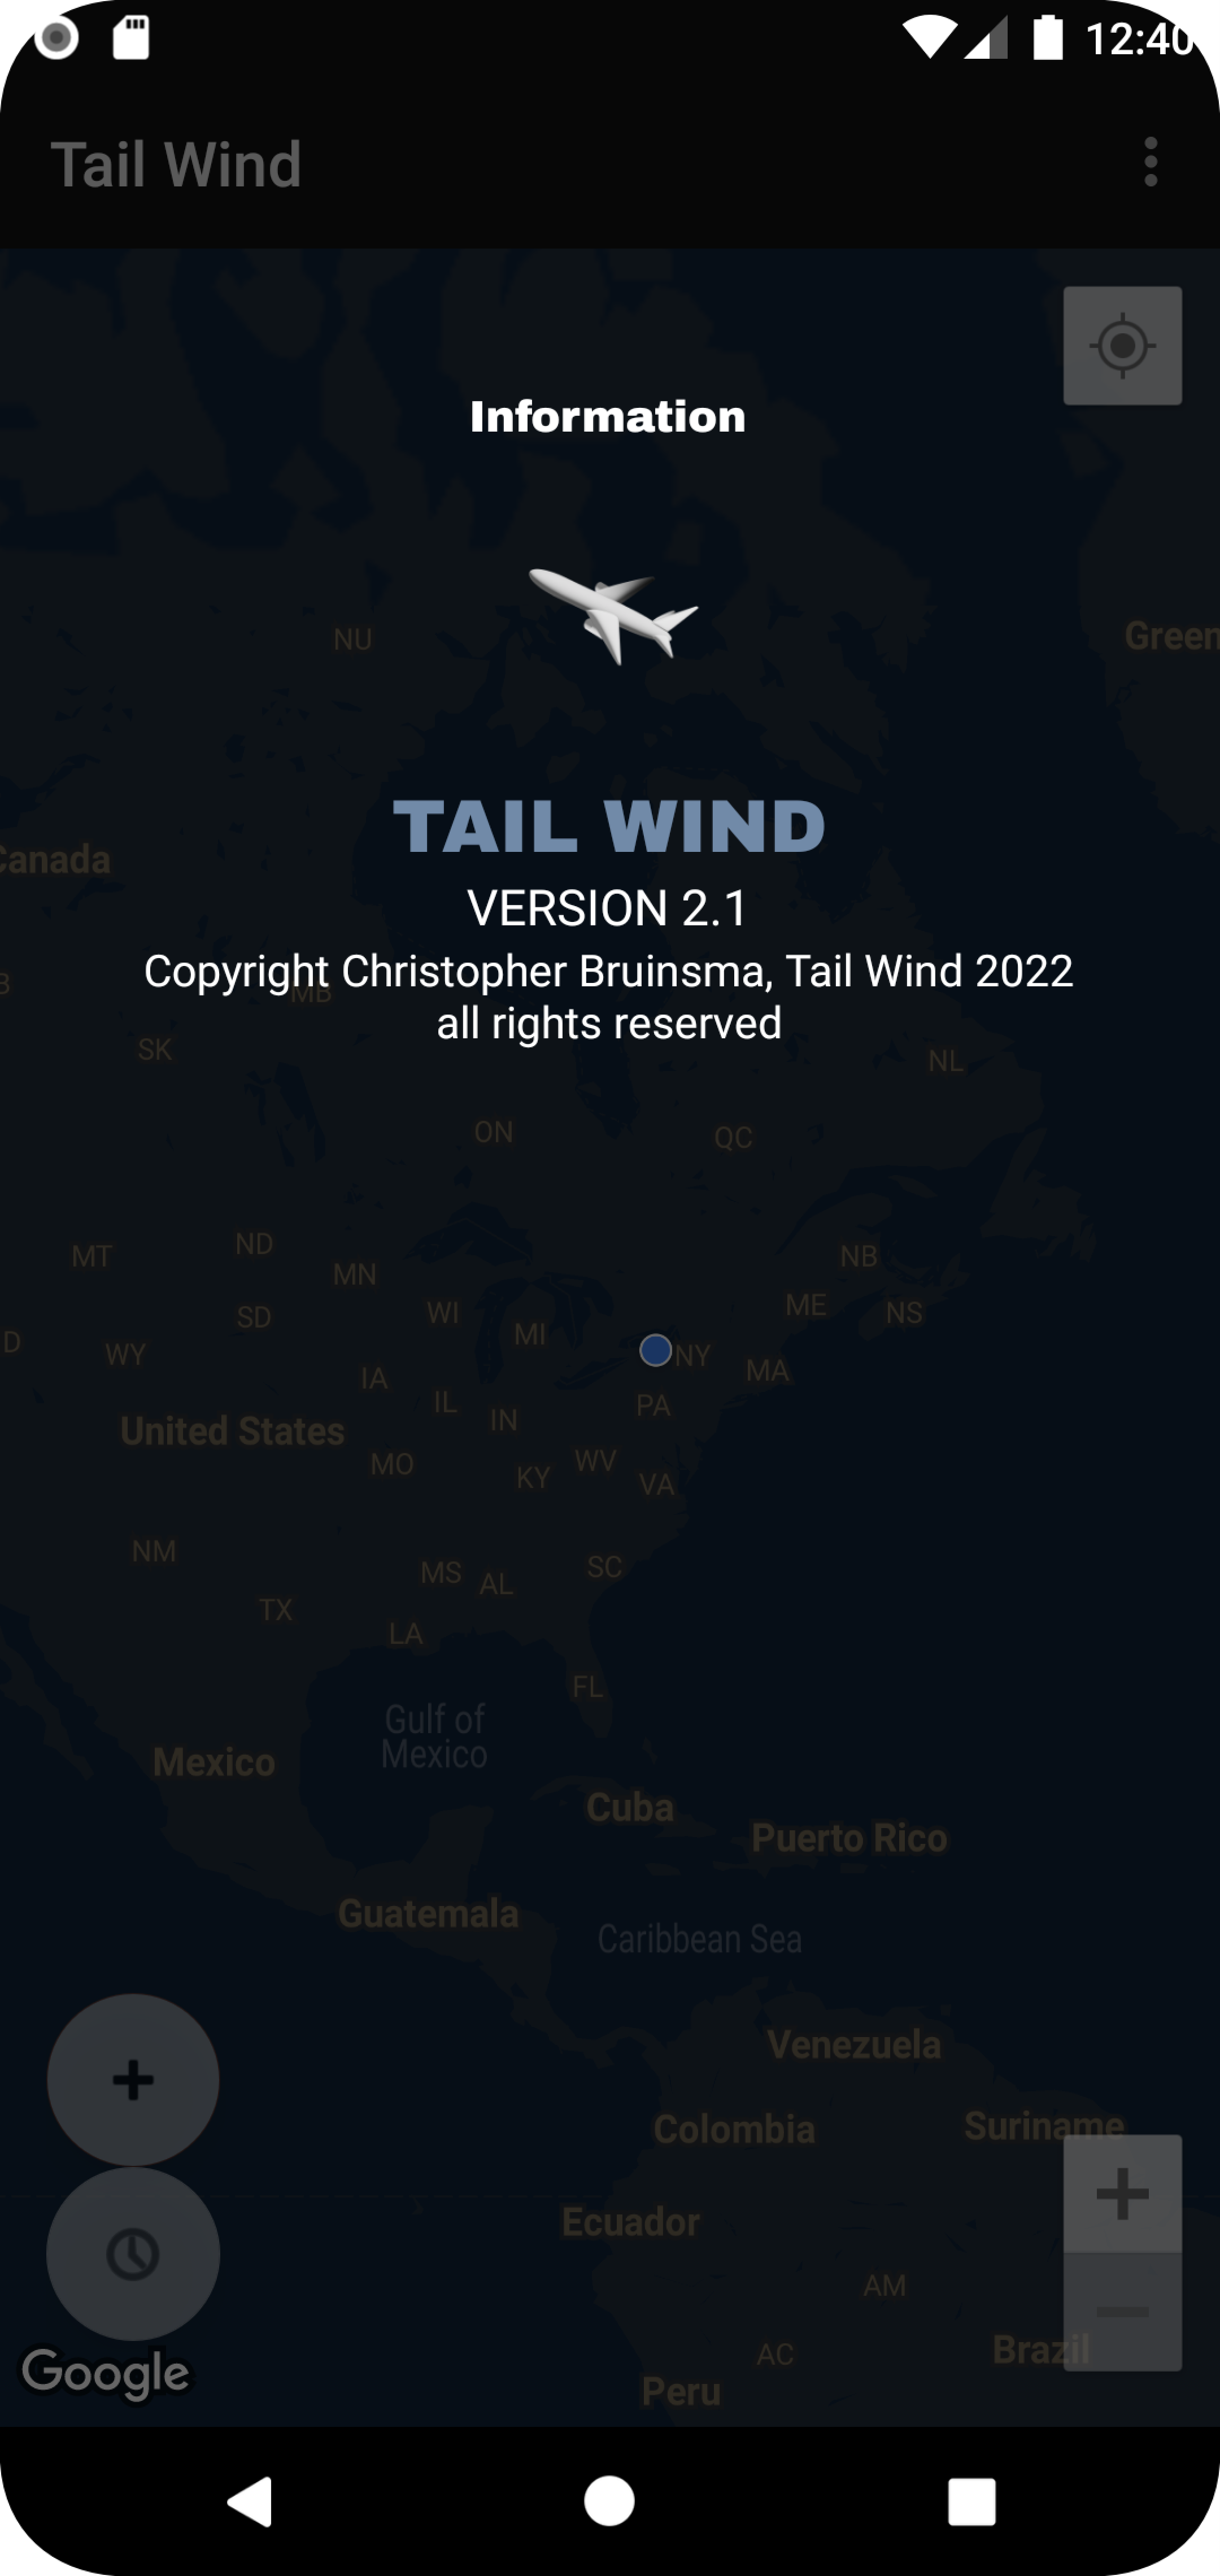 12:40
Tail Wind
Information
NU
Green
TAIL WIND
Canada
VERSION 2.1
Copyright Christopher Bruinsma, Tail Wind 2022
B
MB
all rights reserved
SK
NL
ON
QC
MT
ND
NB
MN
ME
NS
SD
WI
MI
D
WY
NY
MA
IA
IL
PA
IN
United States
MO
WV
KY
VA
NM
SC
MS
AL
TX
LA
FL
Gulf of
Mexico
Mexico
Cuba
Puerto Rico
Guatemala
Caribbean Sea
Venezuela
Colombia
Suriname
Ecuador
AM
AC
Brazil
Google
Peru